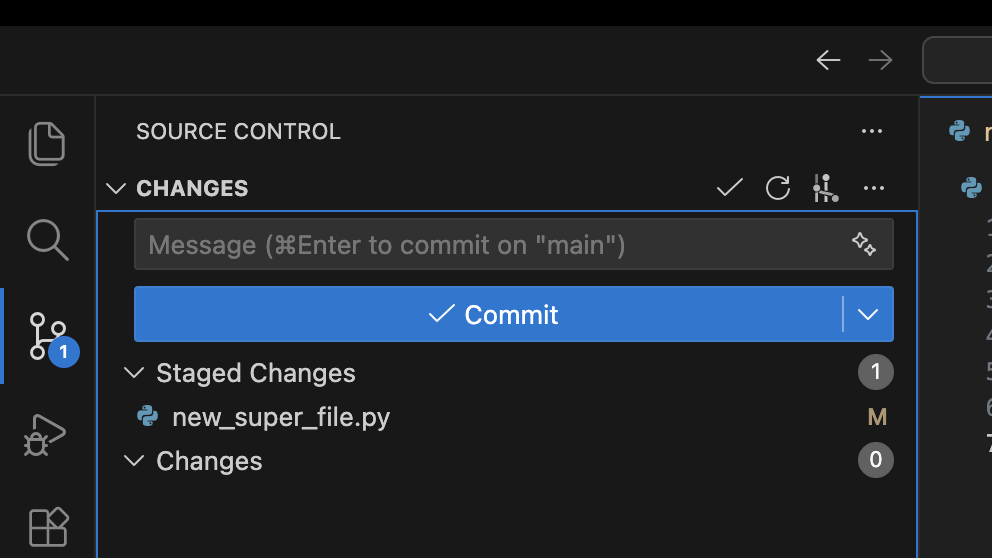 SOURCE CONTROL
CHANGES
Message (⌘Enter to commit on "main")
Commit
1
Staged Changes 1
new_super_file.py M
Changes 0